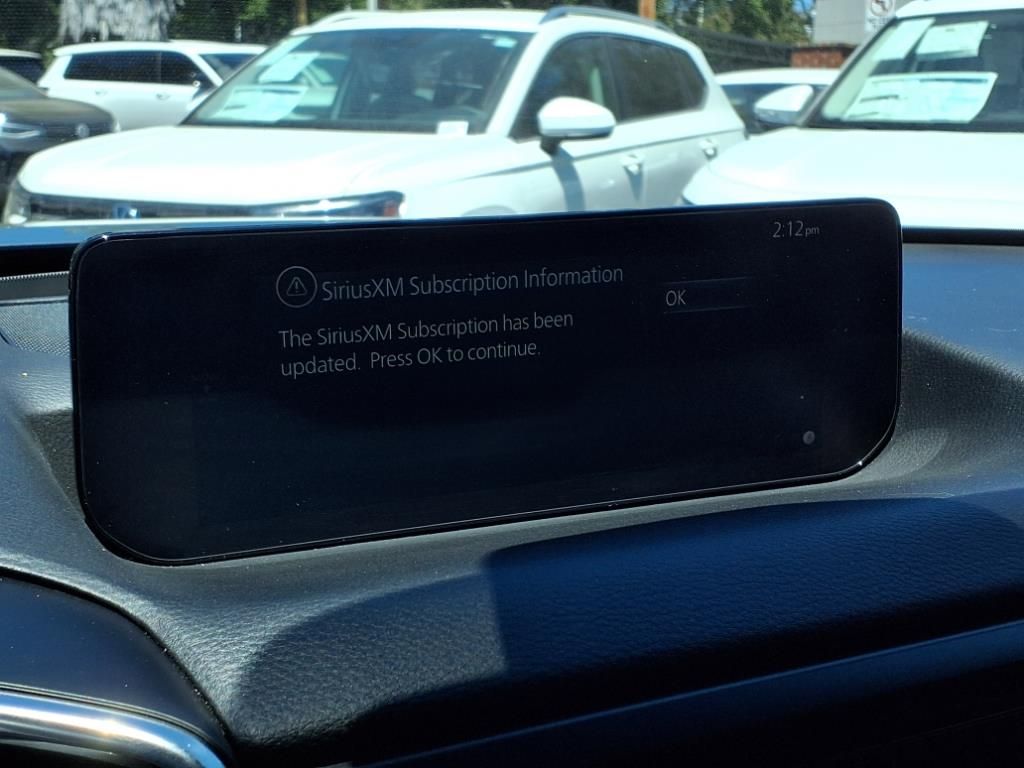 2:12pm
SiriusXM Subscription Information
OK
The SiriusXM Subscription has been
updated. Press OK to continue.